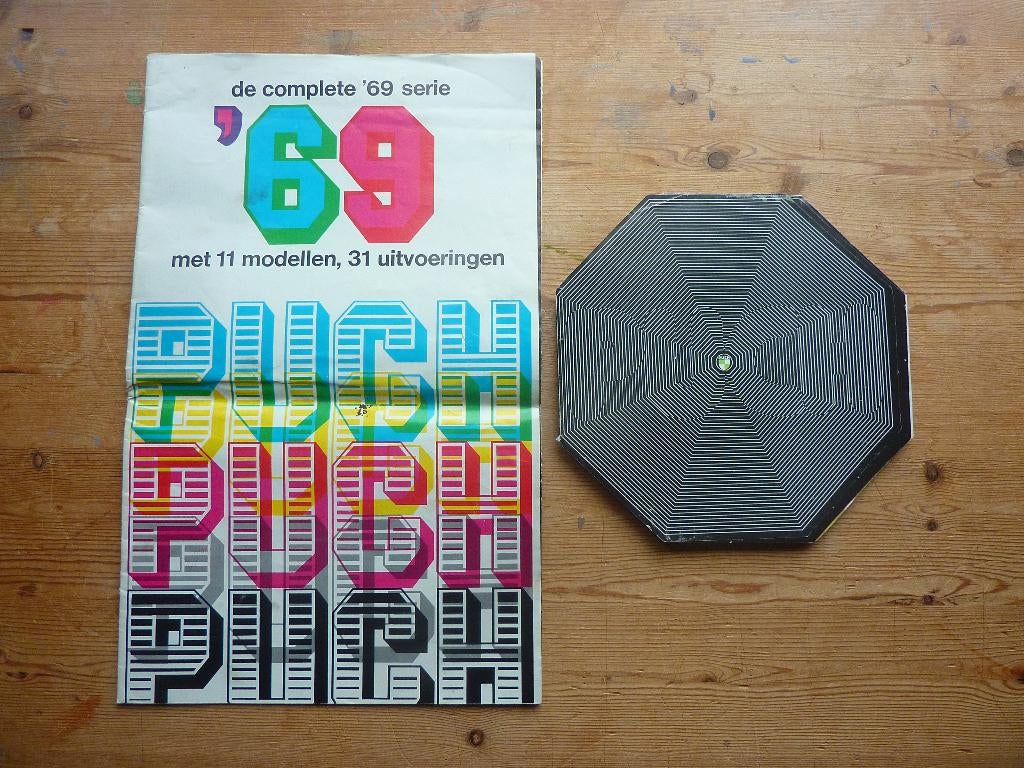 de complete '69 serie
'69
met 11 modellen, 31 uitvoeringen
PUCH
PUCH
PUCH